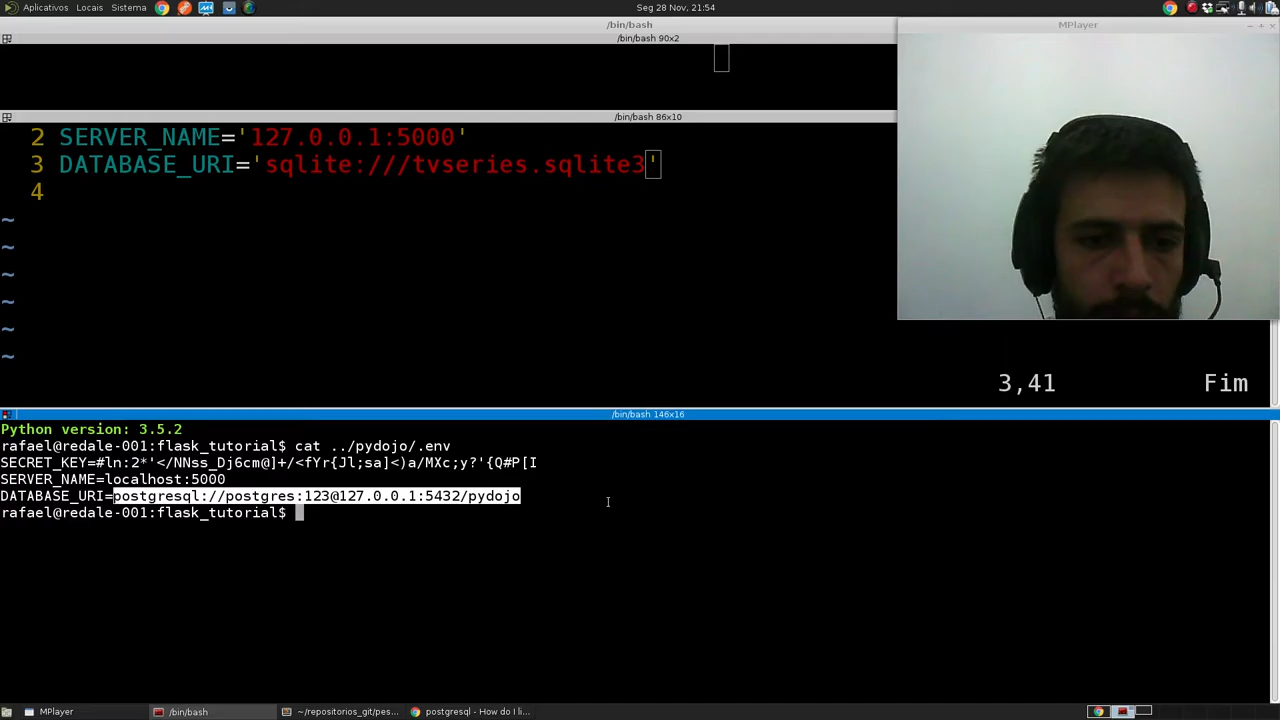 Aplicativos Locais Sistema
Seg 28 Nov, 21:54
/bin/bash
MPlayer
/bin/bash 90x2
/bin/bash 86x10
2 SERVER_NAME='127.0.0.1:5000'
3 DATABASE_URI='sqlite:///tvseries.sqlite3'
4
~
~
~
~
~
~
3,41 Fim
/bin/bash 146x16
Python version: 3.5.2
rafael@redale-001:flask_tutorial$ cat ../pydojo/.env
SECRET_KEY=#ln:2*'</NNss_Dj6cm@]+/<fYr{Jl;sa]<)a/MXc;y?'{Q#P[I
SERVER_NAME=localhost:5000
DATABASE_URI=postgresql://postgres:123@127.0.0.1:5432/pydojo
rafael@redale-001:flask_tutorial$
MPlayer
/bin/bash
~/repositorios_git/pes...
postgresql - How do I li...